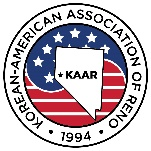 KOREAN-AMERICAN ASSOCIATION OF RENO
KAAR
• 1994 •